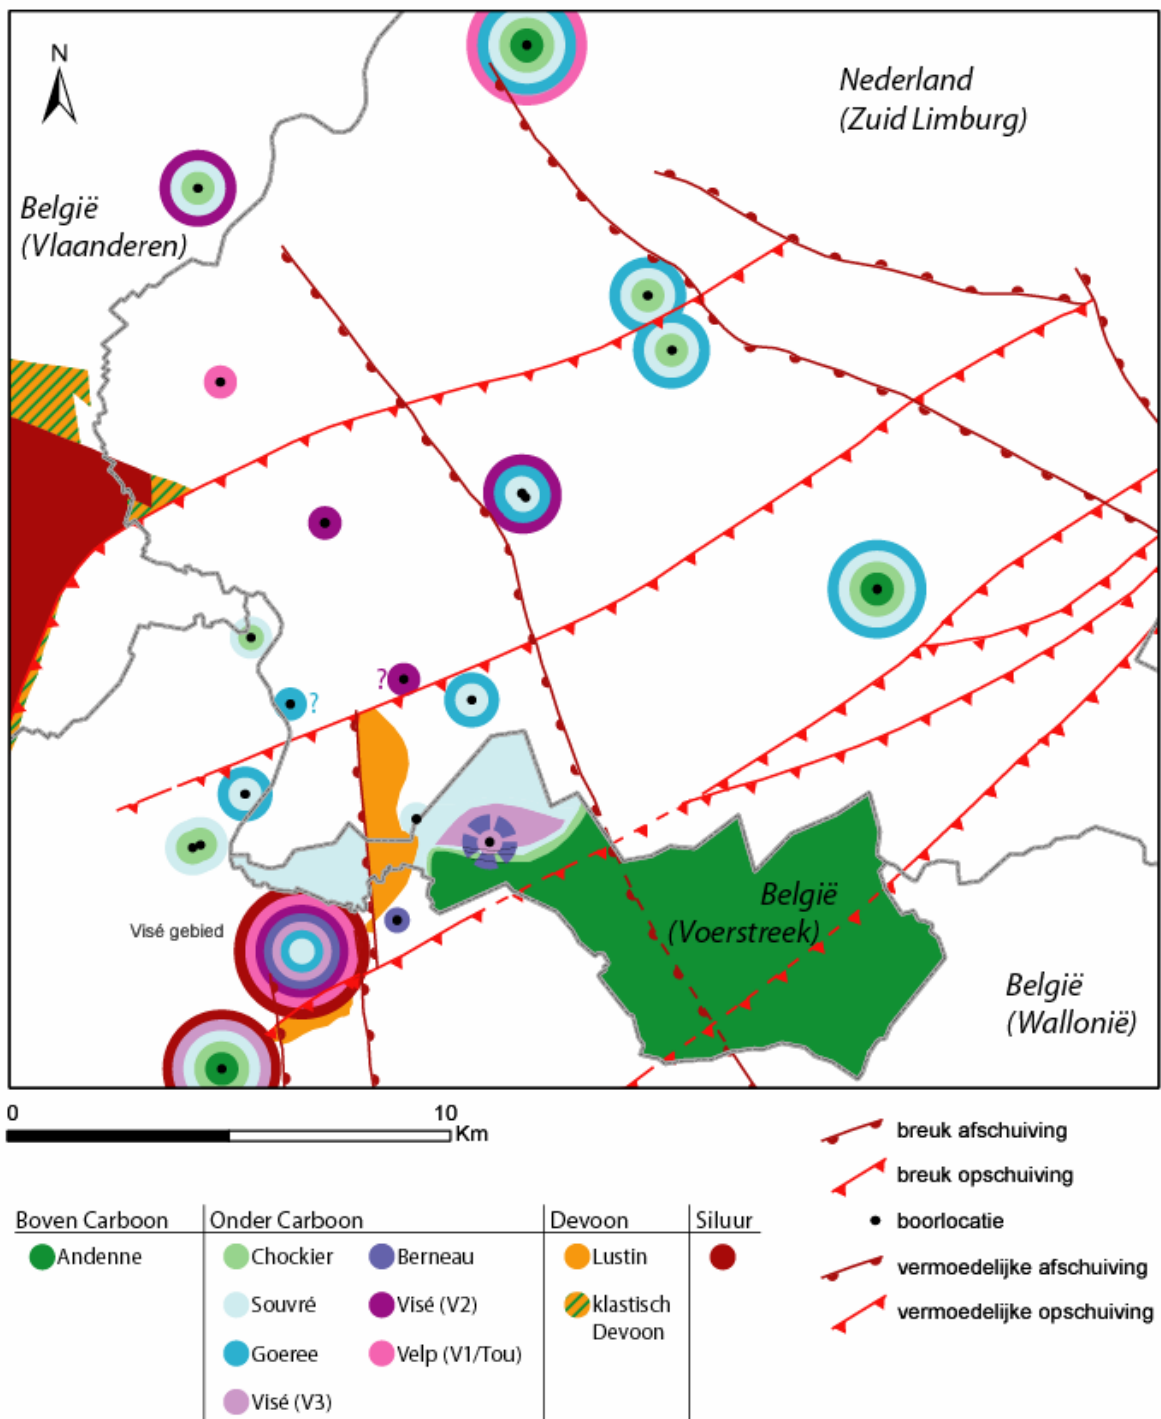 N
Nederland
(Zuid Limburg)
België
(Vlaanderen)
?
?
Visé gebied
België
(Voerstreek)
België
(Wallonië)
0
10
Km
breuk afschuiving
breuk opschuiving
boorlocatie
vermoedelijke afschuiving
vermoedelijke opschuiving
Boven Carboon
Onder Carboon
Devoon
Siluur
Andenne
Chockier
Berneau
Lustin
Souvré
Visé (V2)
klastisch
Devoon
Goeree
Velp (V1/Tou)
Visé (V3)